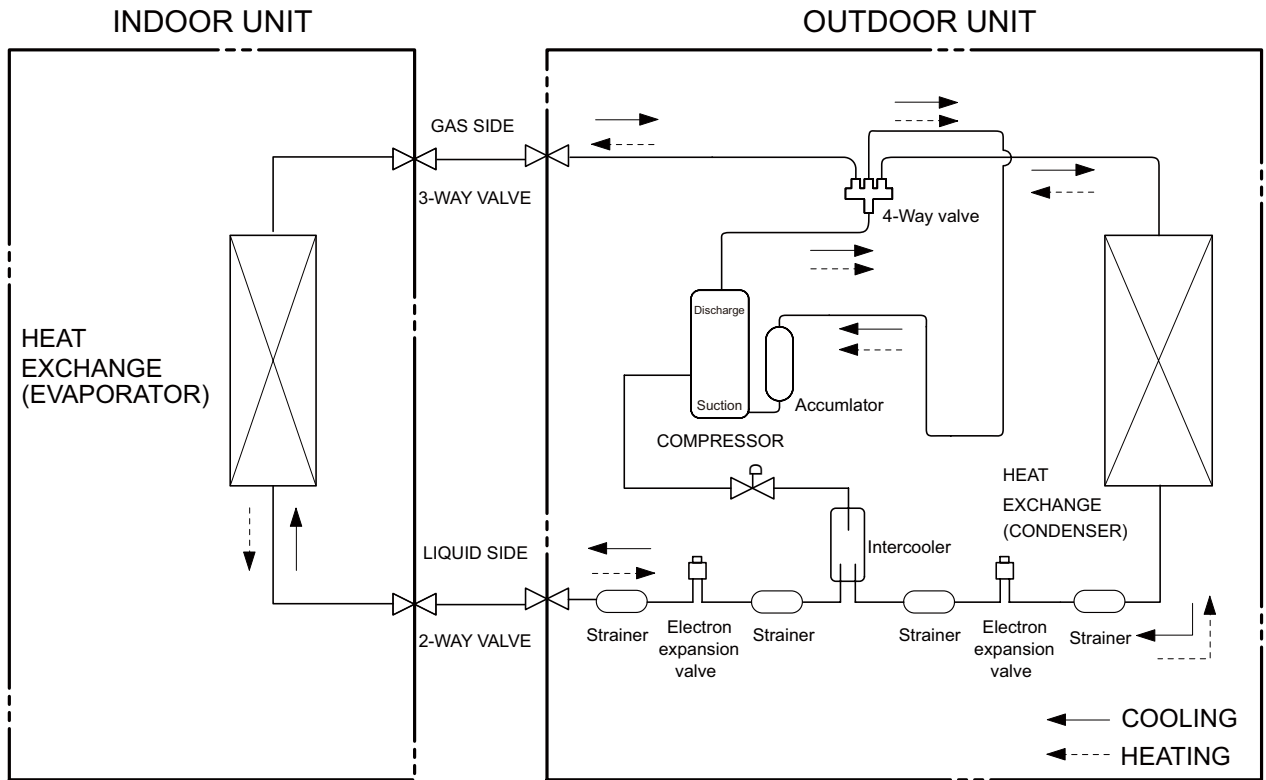 INDOOR UNIT
OUTDOOR UNIT
GAS SIDE
3-WAY VALVE
4-Way valve
Discharge
HEAT
EXCHANGE
(EVAPORATOR)
Suction
Accumlator
COMPRESSOR
HEAT
EXCHANGE
(CONDENSER)
Intercooler
LIQUID SIDE
2-WAY VALVE
Strainer
Electron
expansion
valve
Strainer
Strainer
Electron
expansion
valve
Strainer
COOLING
HEATING